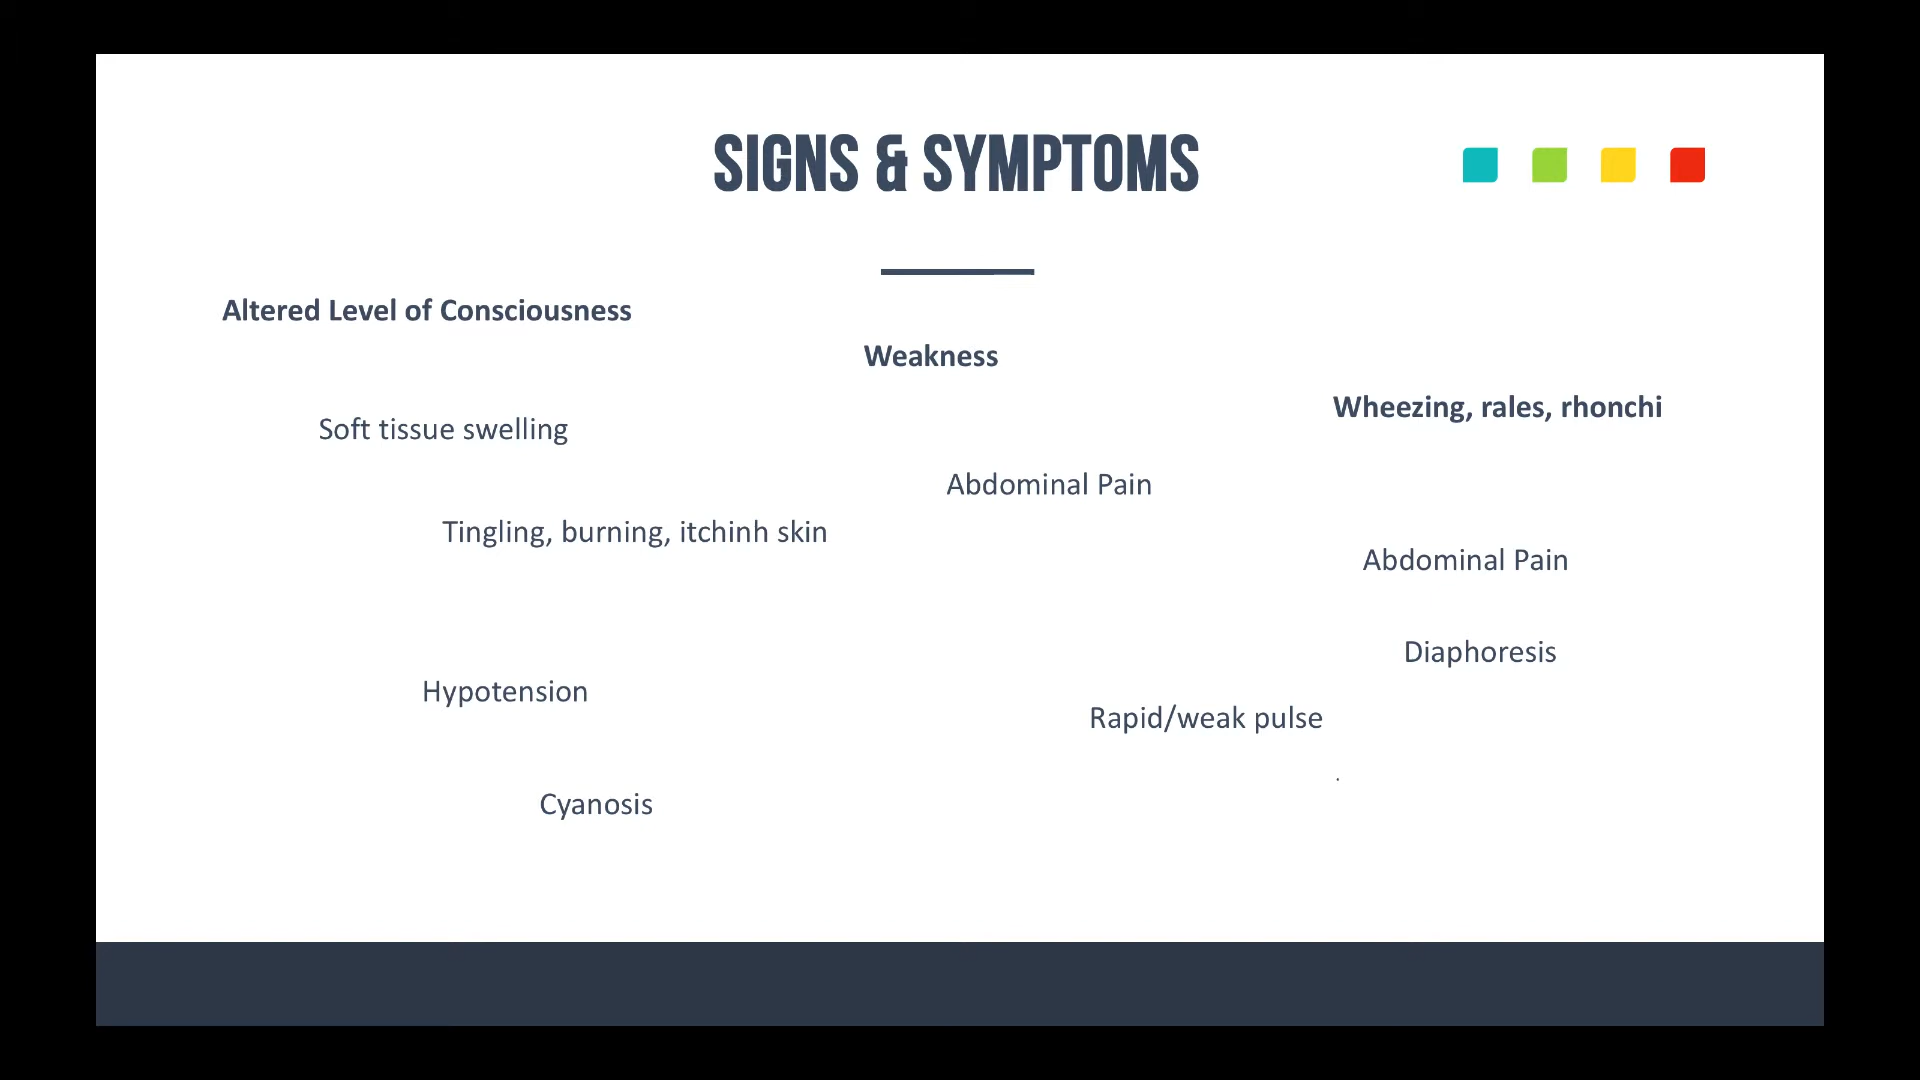 SIGNS & SYMPTOMS
Altered Level of Consciousness
Weakness
Wheezing, rales, rhonchi
Soft tissue swelling
Abdominal Pain
Tingling, burning, itchinh skin
Abdominal Pain
Diaphoresis
Hypotension
Rapid/weak pulse
.
Cyanosis